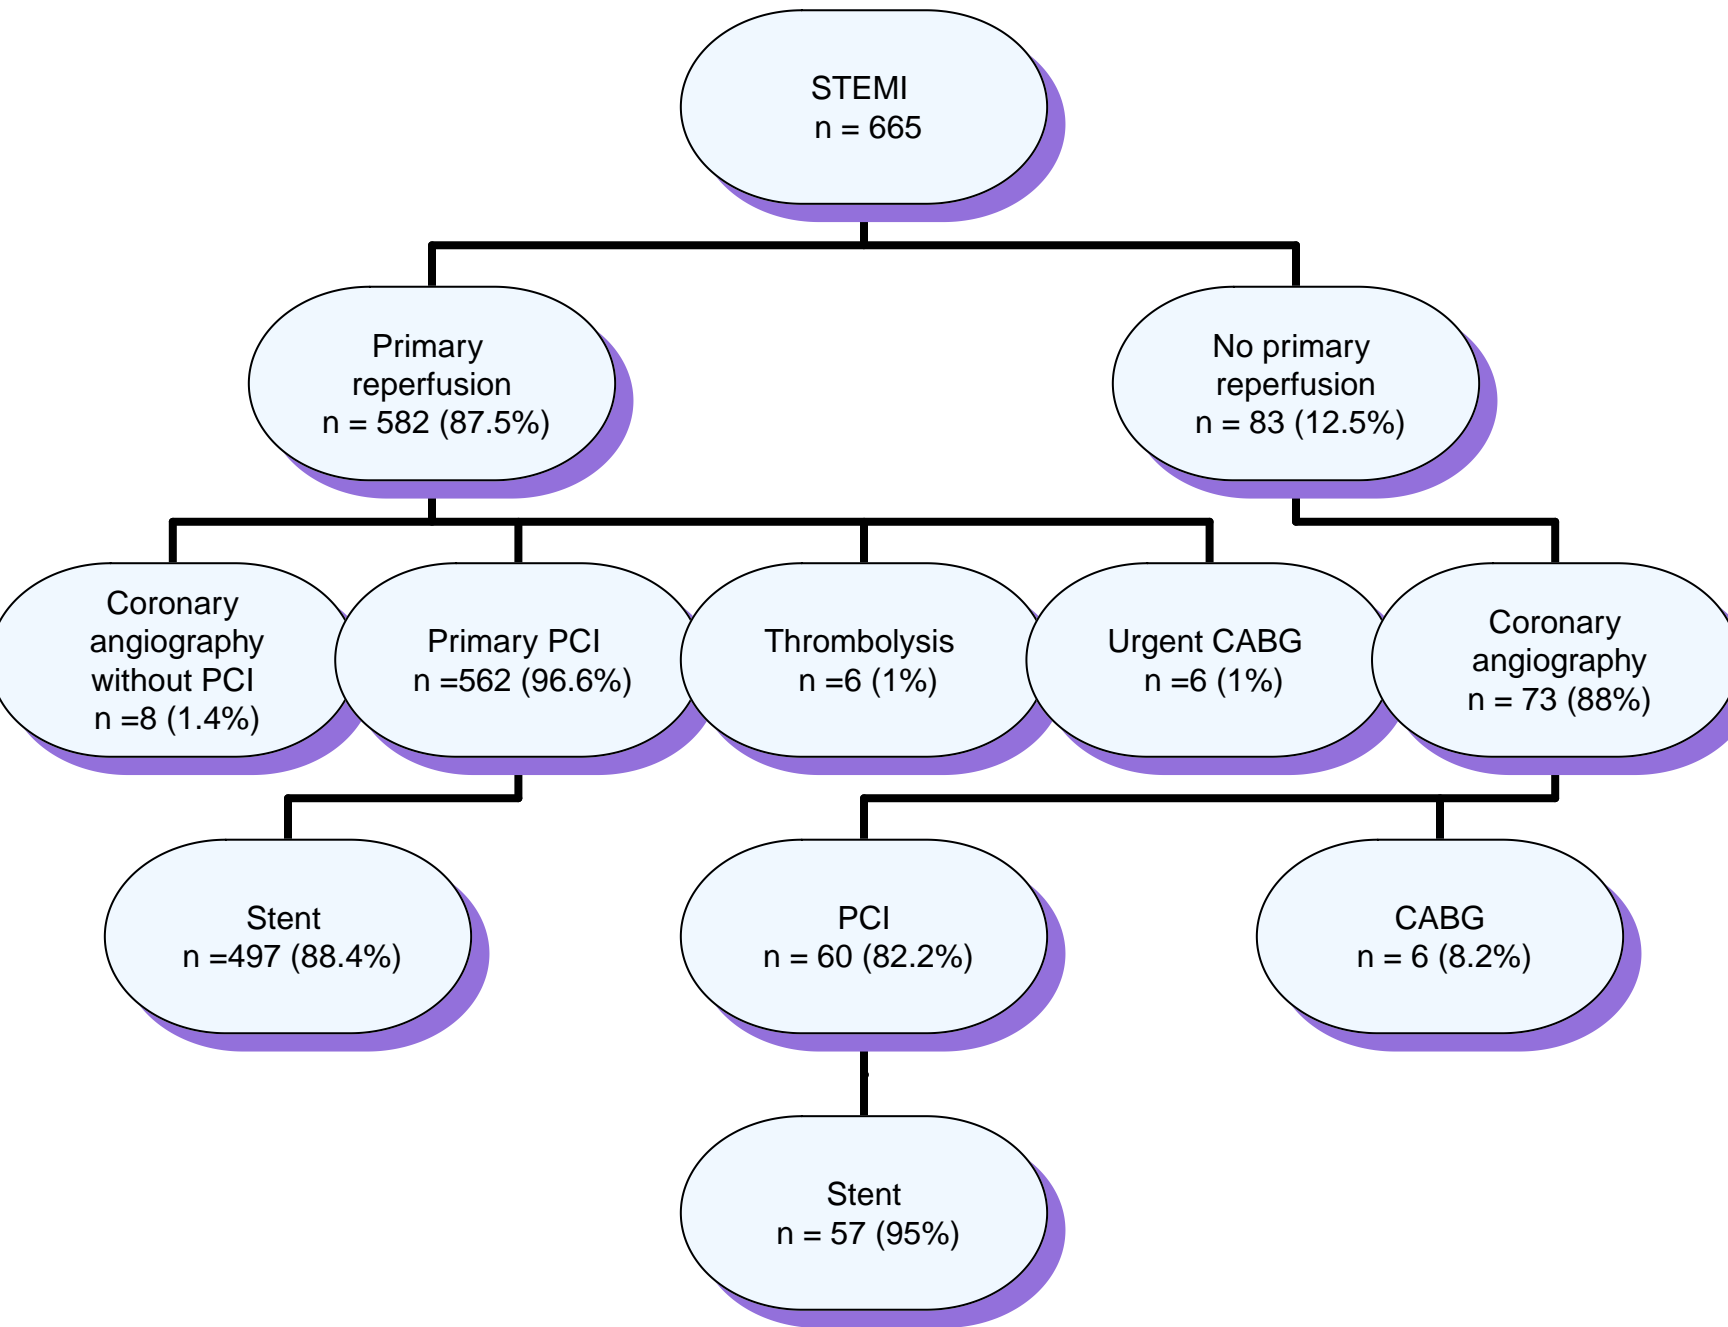 STEMI
n = 665
Primary
reperfusion
n = 582 (87.5%)
No primary
reperfusion
n = 83 (12.5%)
Coronary
angiography
without PCI
n =8 (1.4%)
Primary PCI
n =562 (96.6%)
Thrombolysis
n =6 (1%)
Urgent CABG
n =6 (1%)
Coronary
angiography
n = 73 (88%)
Stent
n =497 (88.4%)
PCI
n = 60 (82.2%)
CABG
n = 6 (8.2%)
Stent
n = 57 (95%)